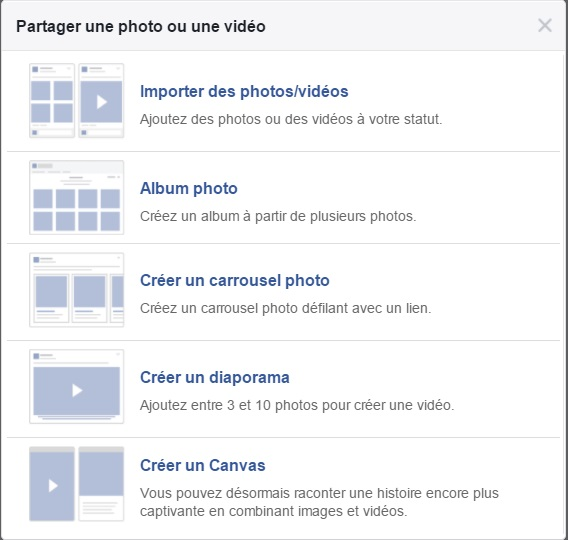 Partager une photo ou une vidéo
Importer des photos/vidéos
Ajoutez des photos ou des vidéos à votre statut.
Album photo
Créez un album à partir de plusieurs photos.
Créer un carrousel photo
Créez un carrousel photo défilant avec un lien.
Créer un diaporama
Ajoutez entre 3 et 10 photos pour créer une vidéo.
Créer un Canvas
Vous pouvez désormais raconter une histoire encore plus
captivante en combinant images et vidéos.